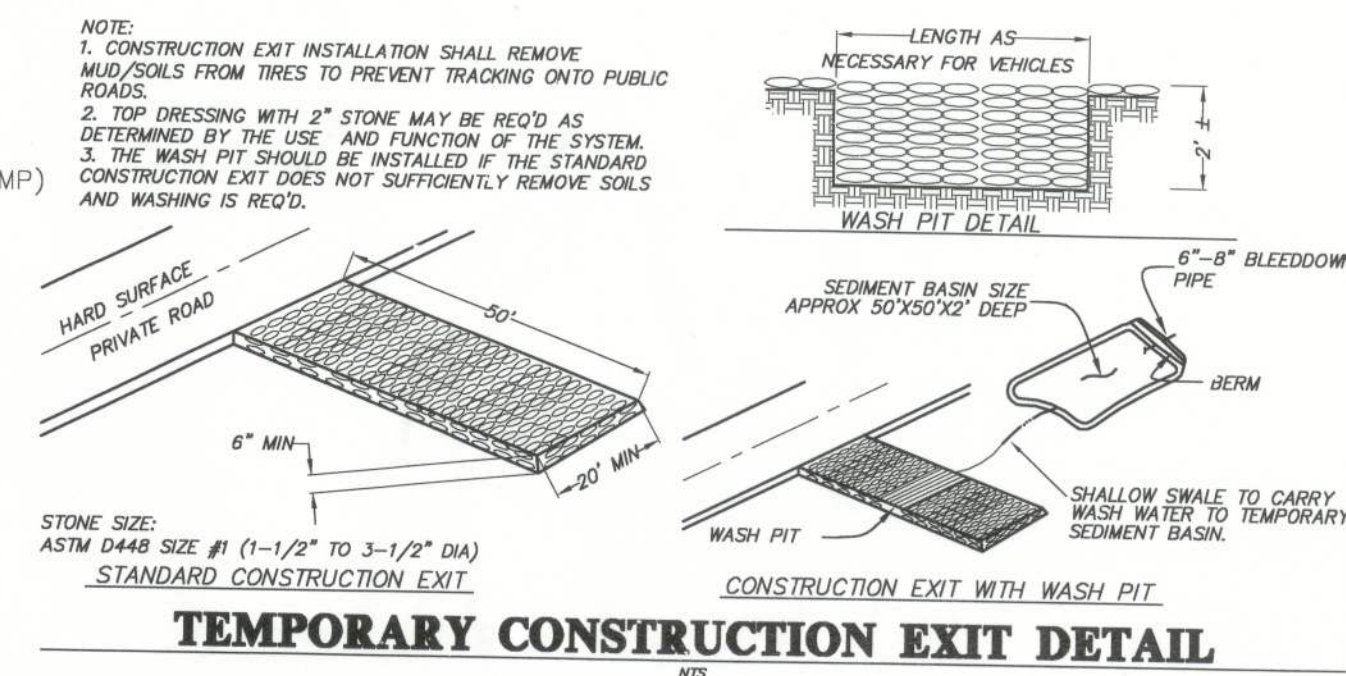 NOTE:
1. CONSTRUCTION EXIT INSTALLATION SHALL REMOVE
MUD/SOILS FROM TIRES TO PREVENT TRACKING ONTO PUBLIC
ROADS.
2. TOP DRESSING WITH 2" STONE MAY BE REQ'D AS
DETERMINED BY THE USE AND FUNCTION OF THE SYSTEM.
3. THE WASH PIT SHOULD BE INSTALLED IF THE STANDARD
CONSTRUCTION EXIT DOES NOT SUFFICIENTLY REMOVE SOILS
AND WASHING IS REQ'D.
MP)
LENGTH AS
NECESSARY FOR VEHICLES
2' ±
WASH PIT DETAIL
HARD SURFACE
PRIVATE ROAD
50'
6" MIN
20' MIN
STONE SIZE:
ASTM D448 SIZE #1 (1-1/2" TO 3-1/2" DIA)
STANDARD CONSTRUCTION EXIT
6"-8" BLEEDDOW
PIPE
SEDIMENT BASIN SIZE
APPROX 50'X50'X2' DEEP
BERM
WASH PIT
SHALLOW SWALE TO CARRY
WASH WATER TO TEMPORARY
SEDIMENT BASIN.
CONSTRUCTION EXIT WITH WASH PIT
TEMPORARY CONSTRUCTION EXIT DETAIL
NTS